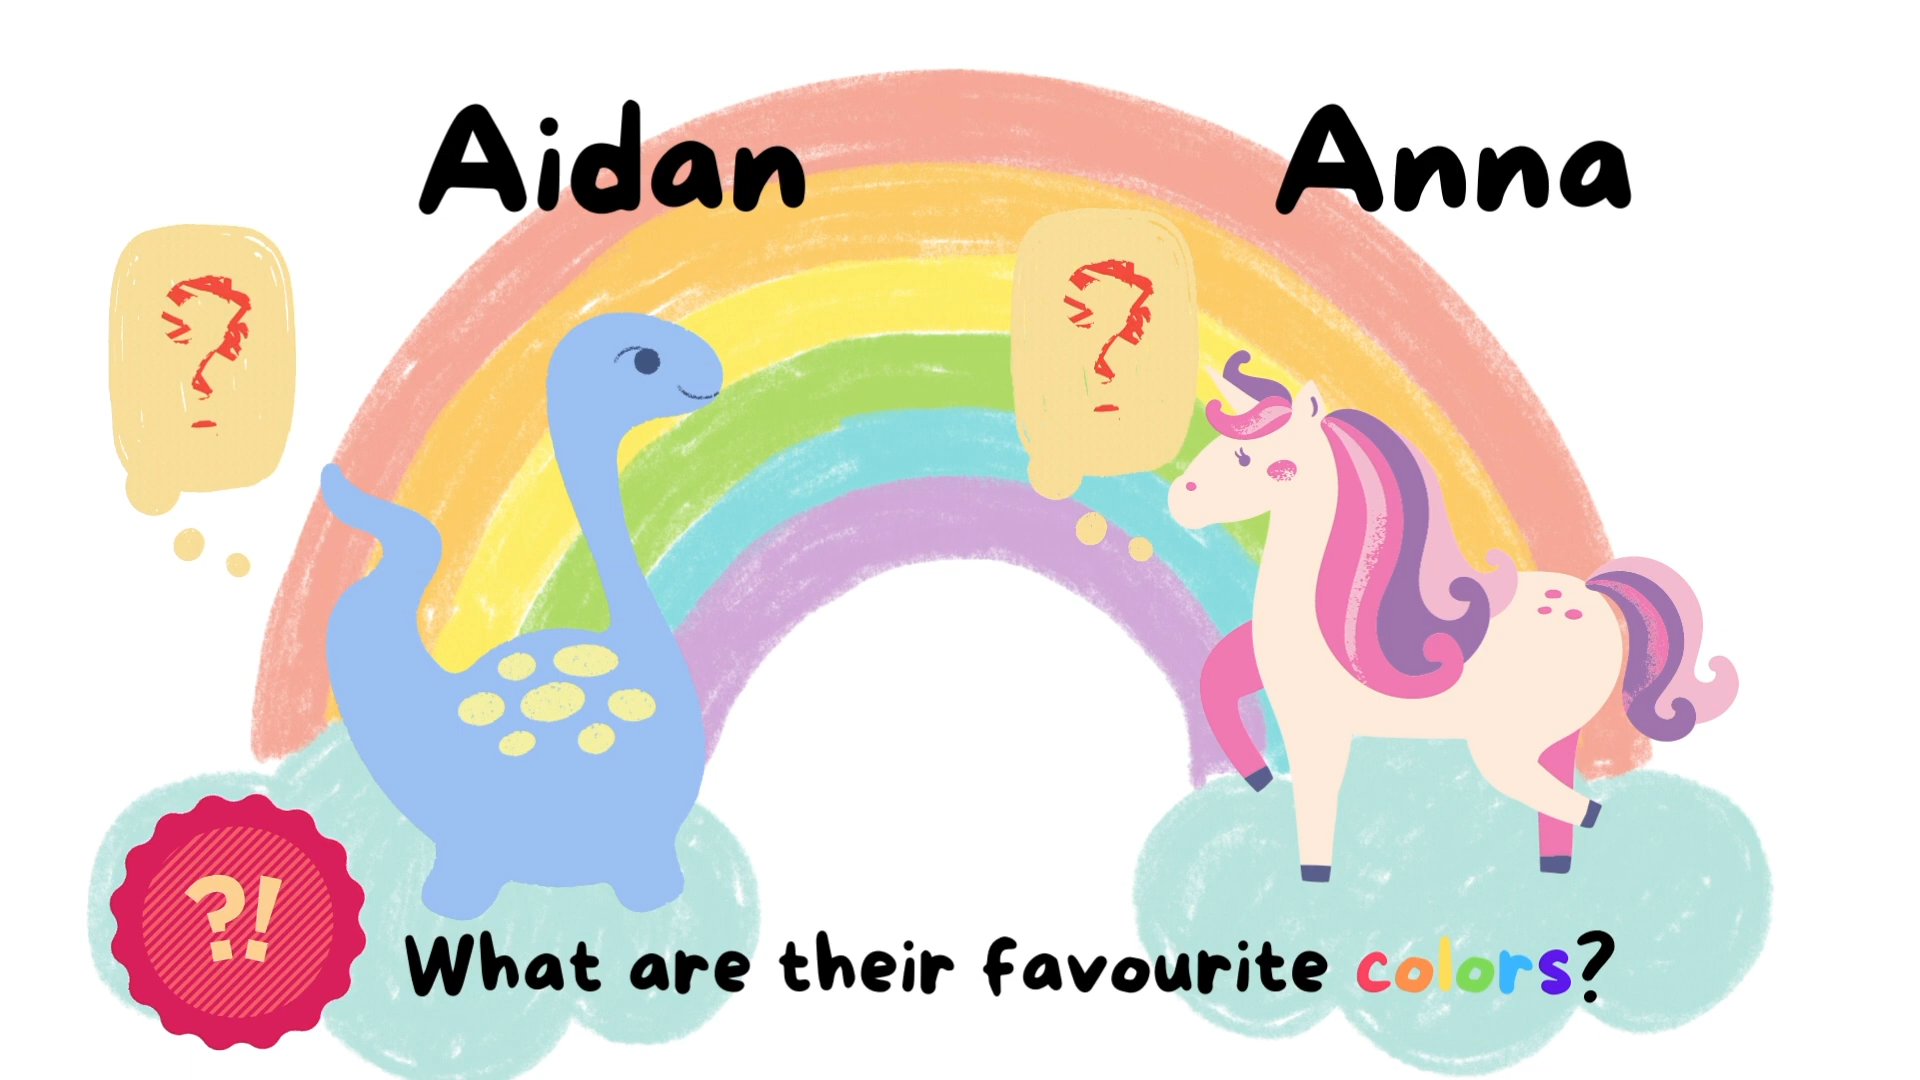 Aidan
Anna
?
?
?!
What are their favourite colors?